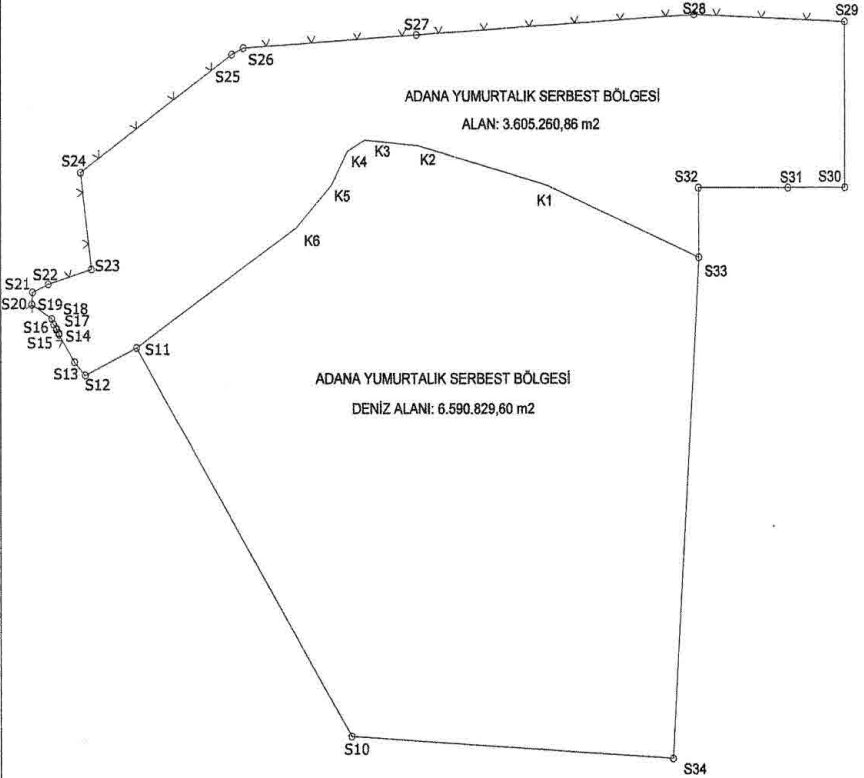 S29
S28
S27
S26
S25
ADANA YUMURTALIK SERBEST BÖLGESİ
ALAN: 3.605.260,86 m2
S24
K3
K2
K4
K5
K1
K6
S32
S31
S30
S33
S23
S22
S21
S20
S19
S18
S17
S16
S14
S15
S11
S13
S12
ADANA YUMURTALIK SERBEST BÖLGESİ
DENİZ ALANI: 6.590.829,60 m2
S10
S34